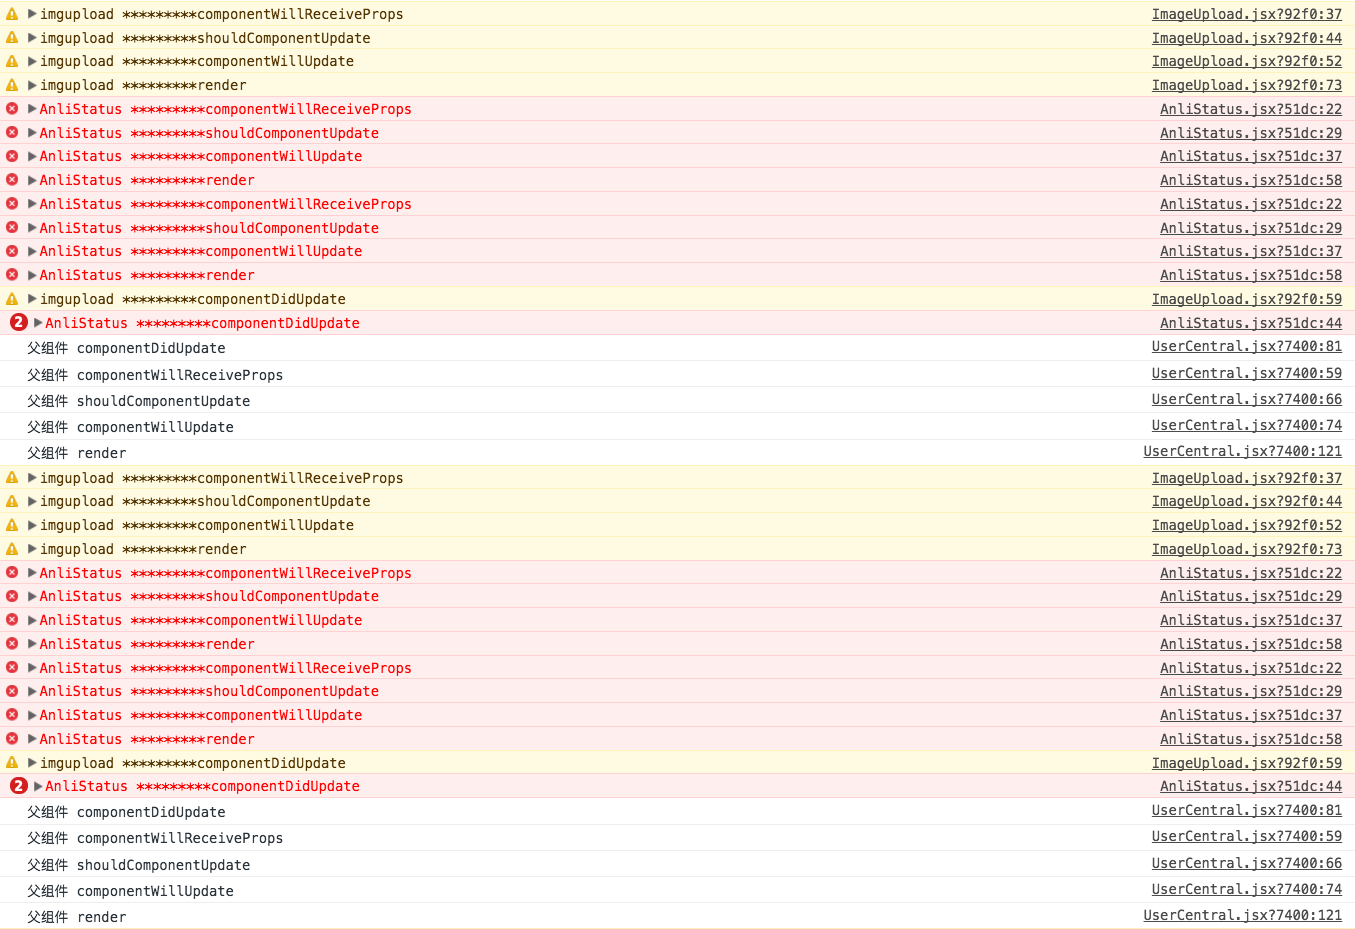 imgupload *********componentWillReceiveProps ImageUpload.jsx?92f0:37
imgupload *********shouldComponentUpdate ImageUpload.jsx?92f0:44
imgupload *********componentWillUpdate ImageUpload.jsx?92f0:52
imgupload *********render ImageUpload.jsx?92f0:73
AnliStatus *********componentWillReceiveProps AnliStatus.jsx?51dc:22
AnliStatus *********shouldComponentUpdate AnliStatus.jsx?51dc:29
AnliStatus *********componentWillUpdate AnliStatus.jsx?51dc:37
AnliStatus *********render AnliStatus.jsx?51dc:58
AnliStatus *********componentWillReceiveProps AnliStatus.jsx?51dc:22
AnliStatus *********shouldComponentUpdate AnliStatus.jsx?51dc:29
AnliStatus *********componentWillUpdate AnliStatus.jsx?51dc:37
AnliStatus *********render AnliStatus.jsx?51dc:58
imgupload *********componentDidUpdate ImageUpload.jsx?92f0:59
2 AnliStatus *********componentDidUpdate AnliStatus.jsx?51dc:44
父组件 componentDidUpdate UserCentral.jsx?7400:81
父组件 componentWillReceiveProps UserCentral.jsx?7400:59
父组件 shouldComponentUpdate UserCentral.jsx?7400:66
父组件 componentWillUpdate UserCentral.jsx?7400:74
父组件 render UserCentral.jsx?7400:121
imgupload *********componentWillReceiveProps ImageUpload.jsx?92f0:37
imgupload *********shouldComponentUpdate ImageUpload.jsx?92f0:44
imgupload *********componentWillUpdate ImageUpload.jsx?92f0:52
imgupload *********render ImageUpload.jsx?92f0:73
AnliStatus *********componentWillReceiveProps AnliStatus.jsx?51dc:22
AnliStatus *********shouldComponentUpdate AnliStatus.jsx?51dc:29
AnliStatus *********componentWillUpdate AnliStatus.jsx?51dc:37
AnliStatus *********render AnliStatus.jsx?51dc:58
AnliStatus *********componentWillReceiveProps AnliStatus.jsx?51dc:22
AnliStatus *********shouldComponentUpdate AnliStatus.jsx?51dc:29
AnliStatus *********componentWillUpdate AnliStatus.jsx?51dc:37
AnliStatus *********render AnliStatus.jsx?51dc:58
imgupload *********componentDidUpdate ImageUpload.jsx?92f0:59
2 AnliStatus *********componentDidUpdate AnliStatus.jsx?51dc:44
父组件 componentDidUpdate UserCentral.jsx?7400:81
父组件 componentWillReceiveProps UserCentral.jsx?7400:59
父组件 shouldComponentUpdate UserCentral.jsx?7400:66
父组件 componentWillUpdate UserCentral.jsx?7400:74
父组件 render UserCentral.jsx?7400:121